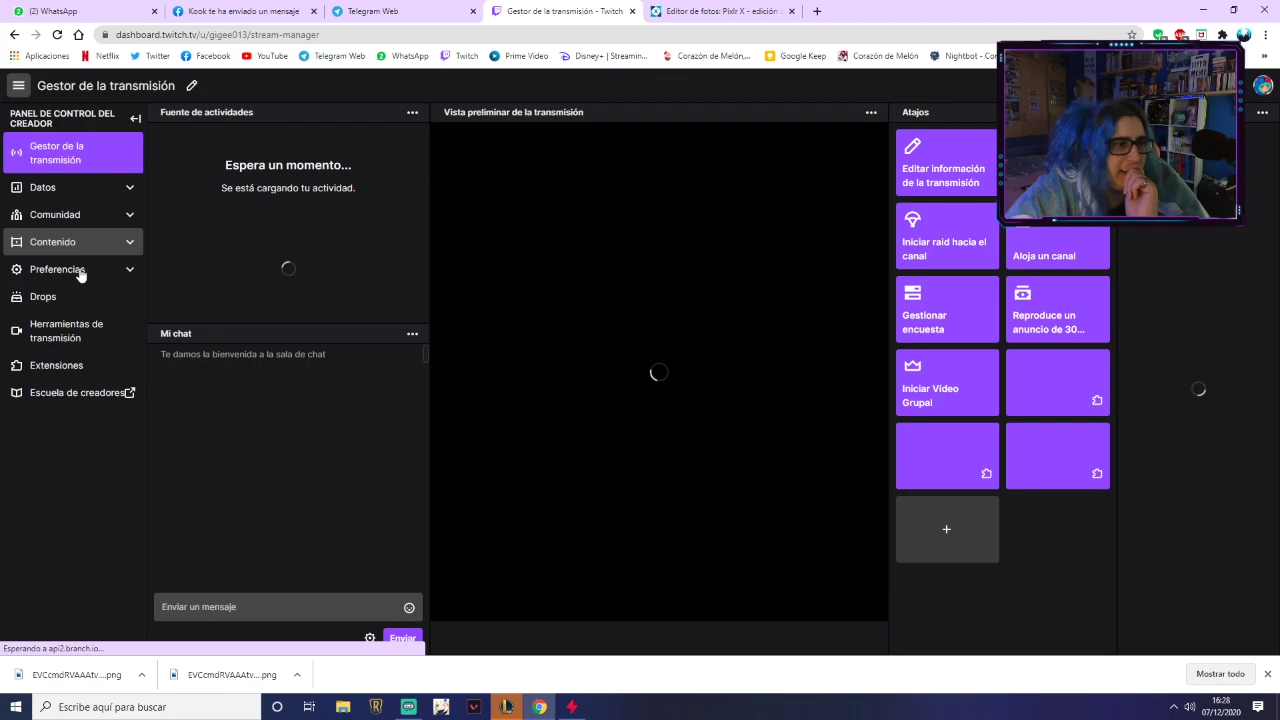 (2) WhatsApp
Kook te ha enviado un mensaje
Telegram Web
Gestor de la transmisión - Twitch
Editor de fotos: Pixlr X - edición
dashboard.twitch.tv/u/gigee013/stream-manager
Aplicaciones
Netflix
Twitter
Facebook
YouTube
Telegram Web
WhatsApp
Twitch
Prime Video
Disney+ | Streamin...
Corazón de Melón,...
Google Keep
Corazón de Melón
Nightbot - Con
Gestor de la transmisión
PANEL DE CONTROL DEL
CREADOR
Gestor de la
transmisión
Datos
Comunidad
Contenido
Preferencias
Drops
Herramientas de
transmisión
Extensiones
Escuela de creadores
Fuente de actividades
Espera un momento...
Se está cargando tu actividad.
Mi chat
Te damos la bienvenida a la sala de chat
Enviar un mensaje
Enviar
Vista preliminar de la transmisión
Atajos
Editar información
de la transmisión
Iniciar raid hacia el
canal
Aloja un canal
Gestionar
encuesta
Reproduce un
anuncio de 30...
Iniciar Vídeo
Grupal
Esperando a api2.branch.io...
EVCcmdRVAAAtv....png
EVCcmdRVAAAtv....png
Mostrar todo
Escribe aquí para buscar
16:28
07/12/2020